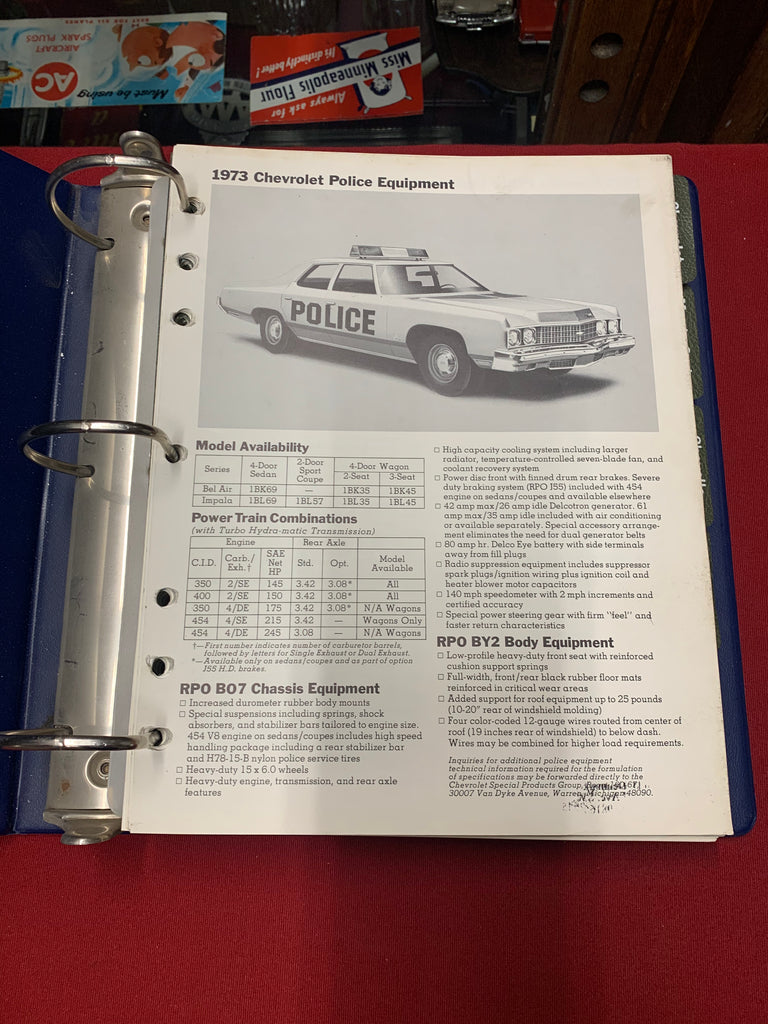 BEST FOR ALL PLANES
AIRCRAFT
SPARK PLUGS
AC
Must be using
Always ask for
Miss Minneapolis Flour
It's distinctly better!
1973 Chevrolet Police Equipment
POLICE
Model Availability
Series 4-Door Sedan 2-Door Sport Coupe 4-Door Wagon
2-Seat 3-Seat
Bel Air 1BK69 — 1BK35 1BK45
Impala 1BL69 1BL57 1BL35 1BL45
Power Train Combinations
(with Turbo Hydra-matic Transmission)
Engine Rear Axle
C.I.D. Carb./Exh.† SAE Net HP Std. Opt. Model Available
350 2/SE 145 3.42 3.08* All
400 2/SE 150 3.42 3.08* All
350 4/DE 175 3.42 3.08* N/A Wagons
454 4/SE 215 3.42 — Wagons Only
454 4/DE 245 3.08 — N/A Wagons
†—First number indicates number of carburetor barrels,
followed by letters for Single Exhaust or Dual Exhaust.
*—Available only on sedans/coupes and as part of option
J55 H.D. brakes.
RPO BO7 Chassis Equipment
□ Increased durometer rubber body mounts
□ Special suspensions including springs, shock
absorbers, and stabilizer bars tailored to engine size.
454 V8 engine on sedans/coupes includes high speed
handling package including a rear stabilizer bar
and H78-15-B nylon police service tires
□ Heavy-duty 15 x 6.0 wheels
□ Heavy-duty engine, transmission, and rear axle
features
□ High capacity cooling system including larger
radiator, temperature-controlled seven-blade fan, and
coolant recovery system
□ Power disc front with finned drum rear brakes. Severe
duty braking system (RPO J55) included with 454
engine on sedans/coupes and available elsewhere
□ 42 amp max/26 amp idle Delcotron generator. 61
amp max/35 amp idle included with air conditioning
or available separately. Special accessory arrange-
ment eliminates the need for dual generator belts
□ 80 amp hr. Delco Eye battery with side terminals
away from fill plugs
□ Radio suppression equipment includes suppressor
spark plugs/ignition wiring plus ignition coil and
heater blower motor capacitors
□ 140 mph speedometer with 2 mph increments and
certified accuracy
□ Special power steering gear with firm "feel" and
faster return characteristics
RPO BY2 Body Equipment
□ Low-profile heavy-duty front seat with reinforced
cushion support springs
□ Full-width, front/rear black rubber floor mats
reinforced in critical wear areas
□ Added support for roof equipment up to 25 pounds
(10-20" rear of windshield molding)
□ Four color-coded 12-gauge wires routed from center of
roof (19 inches rear of windshield) to below dash.
Wires may be combined for higher load requirements.
Inquiries for additional police equipment
technical information required for the formulation
of specifications may be forwarded directly to the
Chevrolet Special Products Group,
30007 Van Dyke Avenue, Warren, Michigan 48090.